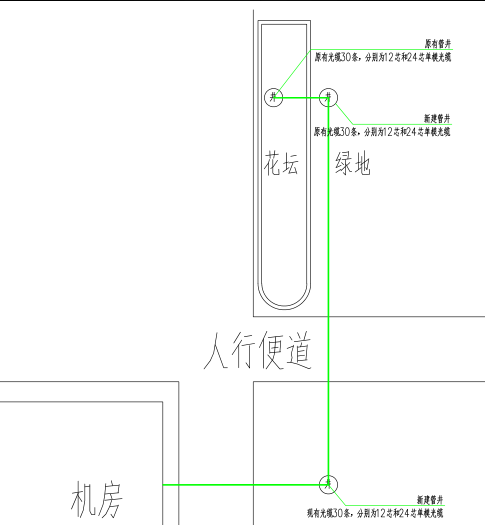 原有管井
原有光缆30条，分别为12芯和24芯单模光缆
井 井
新建管井
原有光缆30条，分别为12芯和24芯单模光缆
花坛 绿地
人行便道
机房
井
新建管井
现有光缆30条，分别为12芯和24芯单模光缆